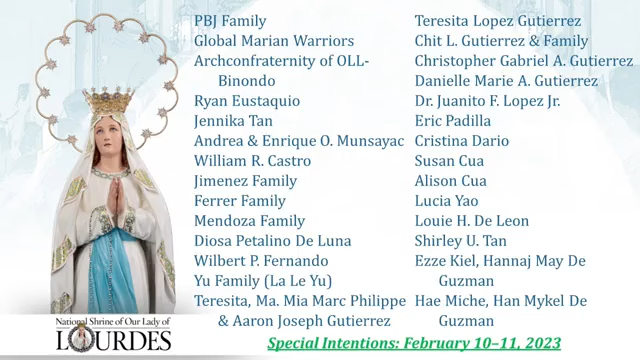 PBJ Family
Global Marian Warriors
Archconfraternity of OLL-
Binondo
Ryan Eustaquio
Jennika Tan
Andrea & Enrique O. Munsayac
William R. Castro
Jimenez Family
Ferrer Family
Mendoza Family
Diosa Petalino De Luna
Wilbert P. Fernando
Yu Family (La Le Yu)
Teresita, Ma. Mia Marc Philippe
& Aaron Joseph Gutierrez
Teresita Lopez Gutierrez
Chit L. Gutierrez & Family
Christopher Gabriel A. Gutierrez
Danielle Marie A. Gutierrez
Dr. Juanito F. Lopez Jr.
Eric Padilla
Cristina Dario
Susan Cua
Alison Cua
Lucia Yao
Louie H. De Leon
Shirley U. Tan
Ezze Kiel, Hannaj May De
Guzman
Hae Miche, Han Mykel De
Guzman
National Shrine of Our Lady of
LOURDES
Special Intentions: February 10–11, 2023